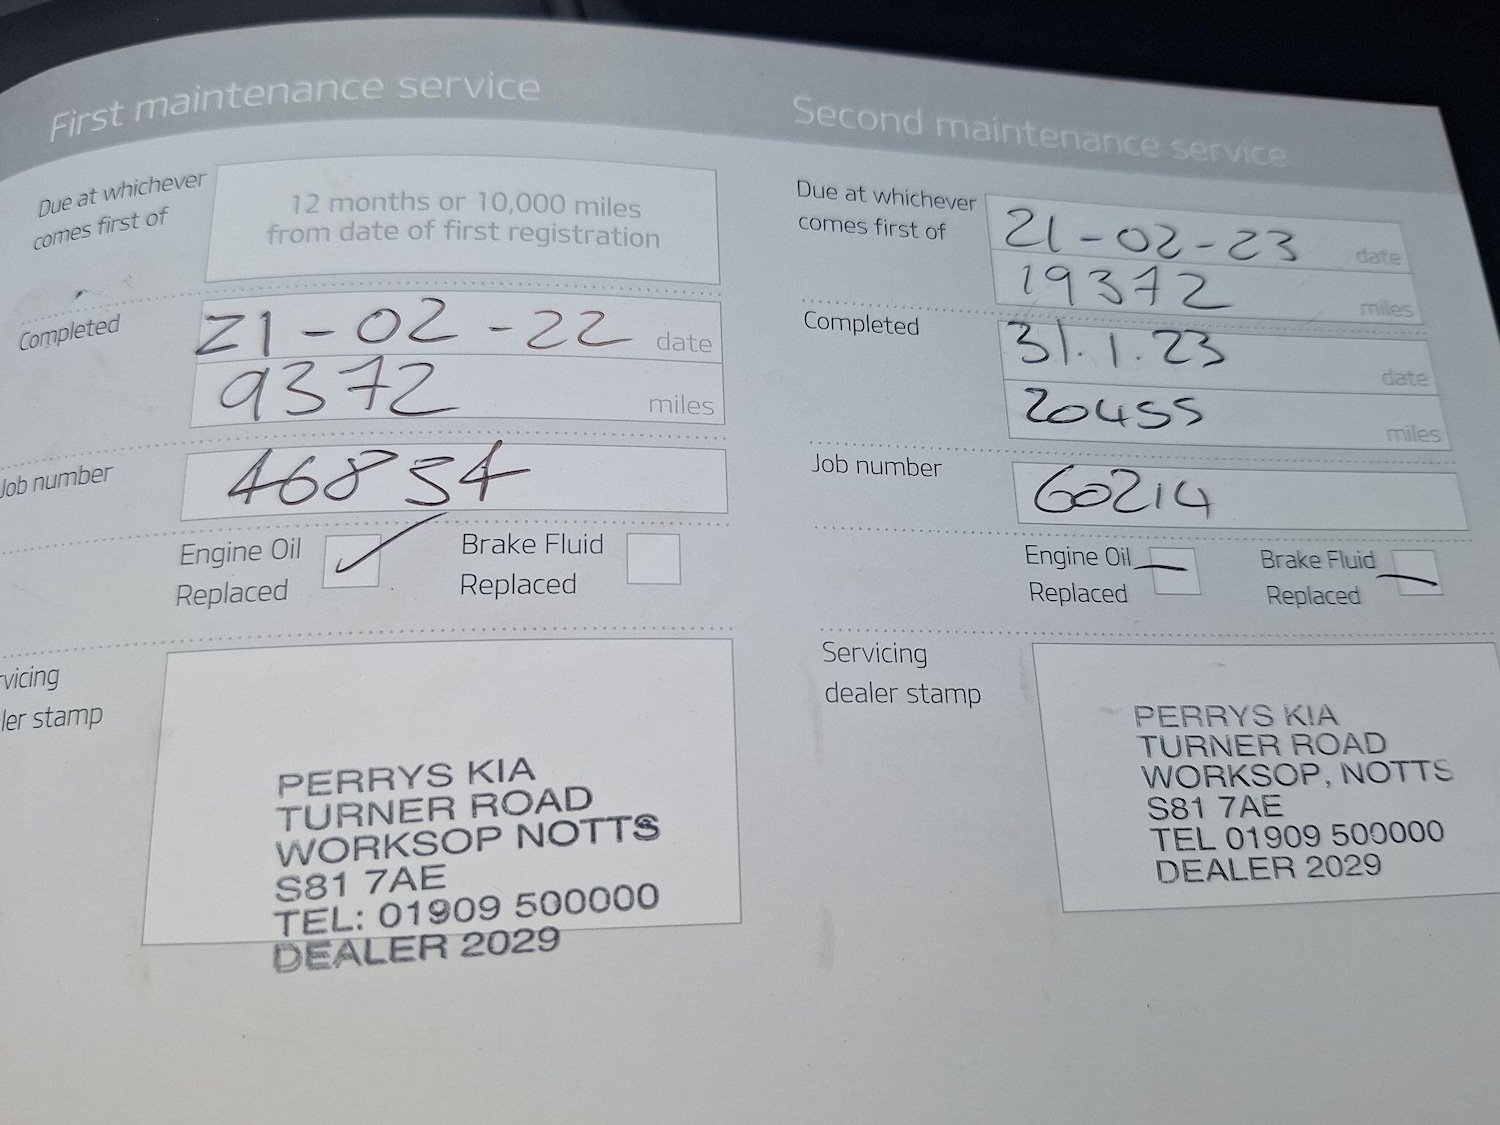 First maintenance service
Due at whichever
comes first of
12 months or 10,000 miles
from date of first registration
Completed
21-02-22 date
9372 miles
Job number
46834
Engine Oil
Replaced
Brake Fluid
Replaced
vicing
ler stamp
PERRYS KIA
TURNER ROAD
WORKSOP NOTTS
S81 7AE
TEL: 01909 500000
DEALER 2029
Second maintenance service
Due at whichever
comes first of
21-02-23 date
19372 miles
Completed
31.1.23 date
20455 miles
Job number
60214
Engine Oil
Replaced
Brake Fluid
Replaced
Servicing
dealer stamp
PERRYS KIA
TURNER ROAD
WORKSOP, NOTTS
S81 7AE
TEL 01909 500000
DEALER 2029